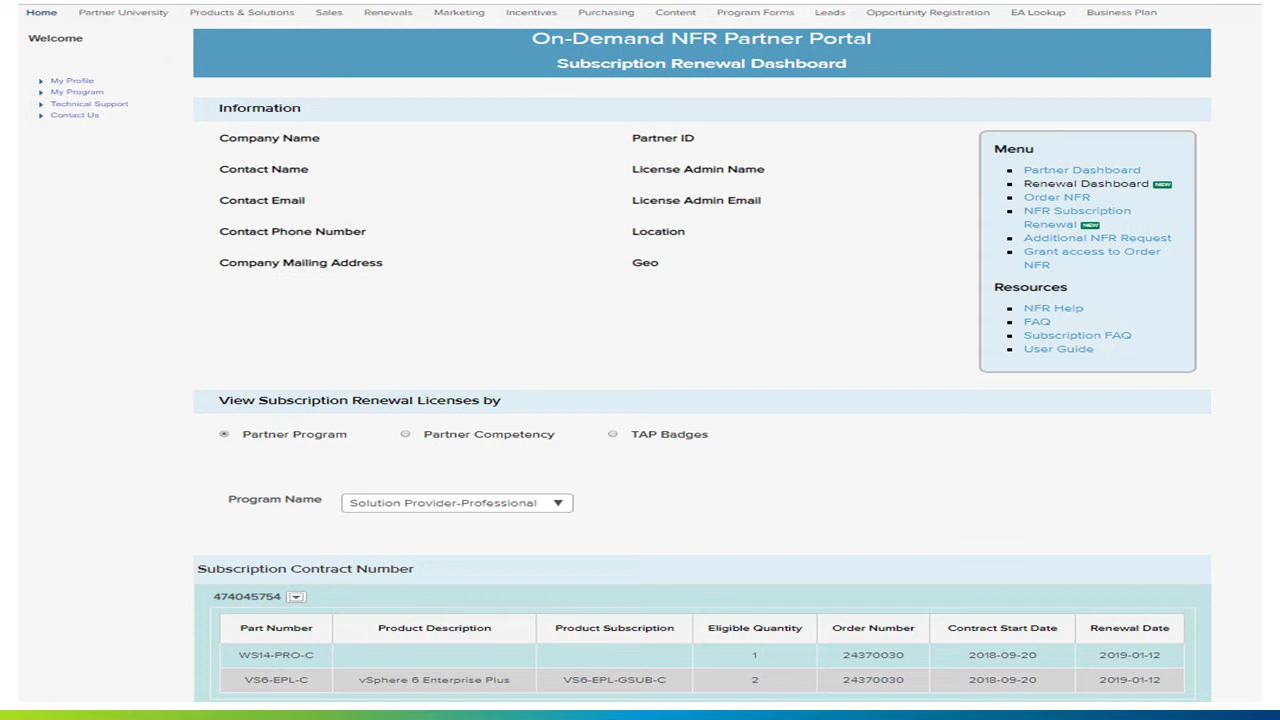 Home Partner University Products & Solutions Sales Renewals Marketing Incentives Purchasing Content Program Forms Leads Opportunity Registration EA Lookup Business Plan
Welcome
My Profile
My Program
Technical Support
Contact Us
On-Demand NFR Partner Portal
Subscription Renewal Dashboard
Information
Company Name Partner ID
Contact Name License Admin Name
Contact Email License Admin Email
Contact Phone Number Location
Company Mailing Address Geo
Menu
Partner Dashboard
Renewal Dashboard NEW
Order NFR
NFR Subscription
Renewal NEW
Additional NFR Request
Grant access to Order
NFR
Resources
NFR Help
FAQ
Subscription FAQ
User Guide
View Subscription Renewal Licenses by
Partner Program Partner Competency TAP Badges
Program Name Solution Provider-Professional
Subscription Contract Number
474045754
Part Number Product Description Product Subscription Eligible Quantity Order Number Contract Start Date Renewal Date
WS14-PRO-C 1 24370030 2018-09-20 2019-01-12
VS6-EPL-C vSphere 6 Enterprise Plus VS6-EPL-GSUB-C 2 24370030 2018-09-20 2019-01-12